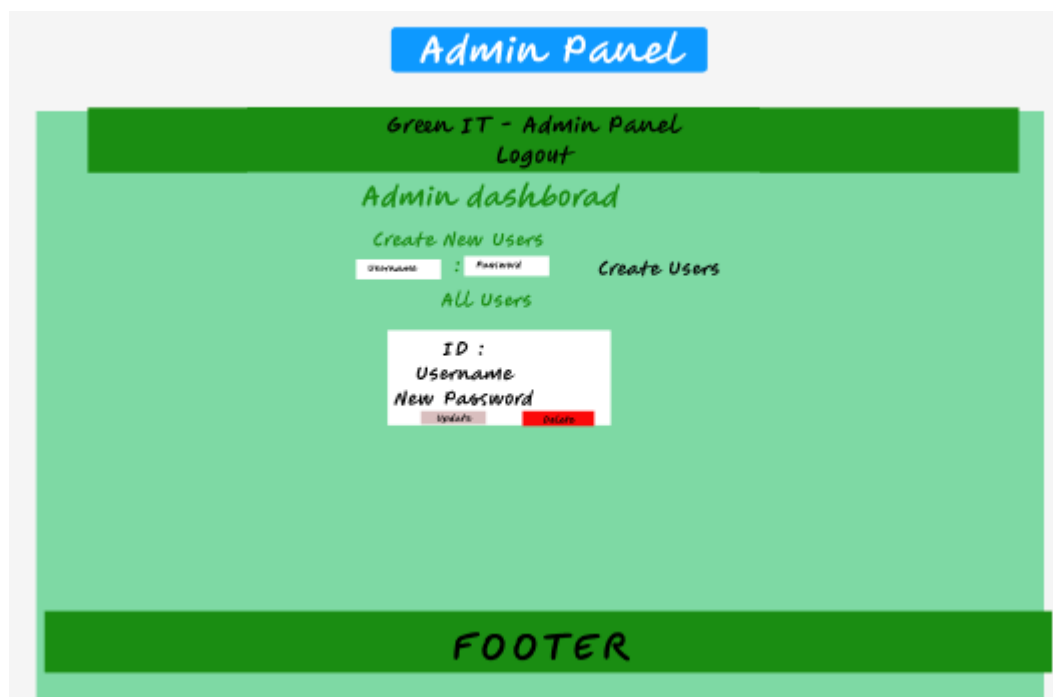 Admin Panel
Green IT - Admin Panel
Logout
Admin dashborad
Create New Users
Username : Password Create Users
All Users
ID :
Username
New Password
Update Delete
FOOTER